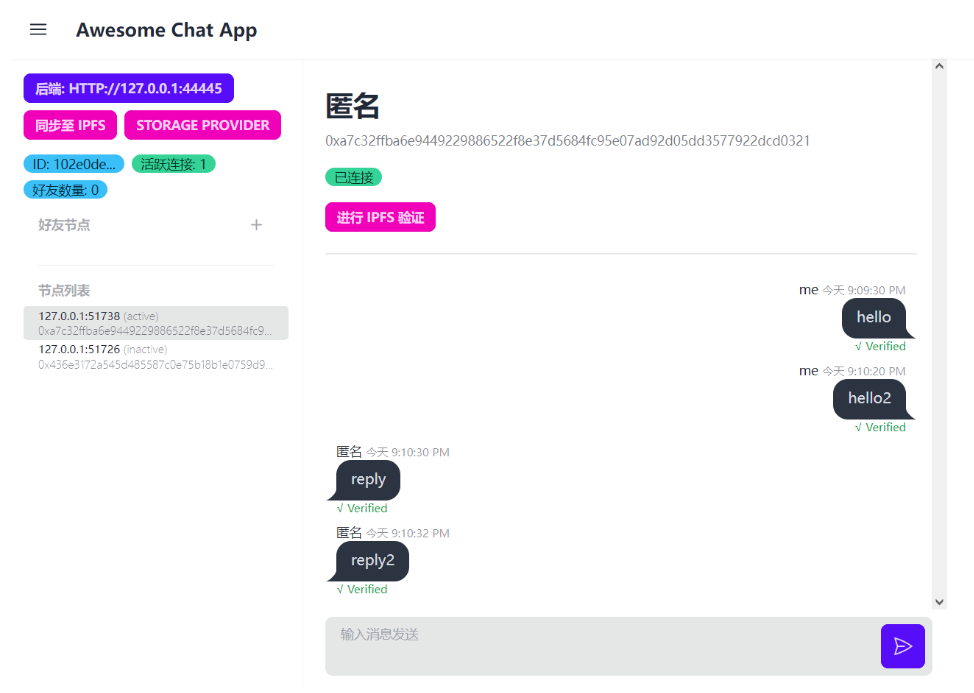 Awesome Chat App
后端: HTTP://127.0.0.1:44445
同步至 IPFS
STORAGE PROVIDER
ID: 102e0de...
活跃连接: 1
好友数量: 0
好友节点
节点列表
127.0.0.1:51738 (active)
0xa7c32ffba6e9449229886522f8e37d5684fc9...
127.0.0.1:51726 (inactive)
0x436e3172a545d485587c0e75b18b1e0759d9...
匿名
0xa7c32ffba6e9449229886522f8e37d5684fc95e07ad92d05dd3577922dcd0321
已连接
进行 IPFS 验证
me 今天 9:09:30 PM
hello
√ Verified
me 今天 9:10:20 PM
hello2
√ Verified
匿名 今天 9:10:30 PM
reply
√ Verified
匿名 今天 9:10:32 PM
reply2
√ Verified
输入消息发送